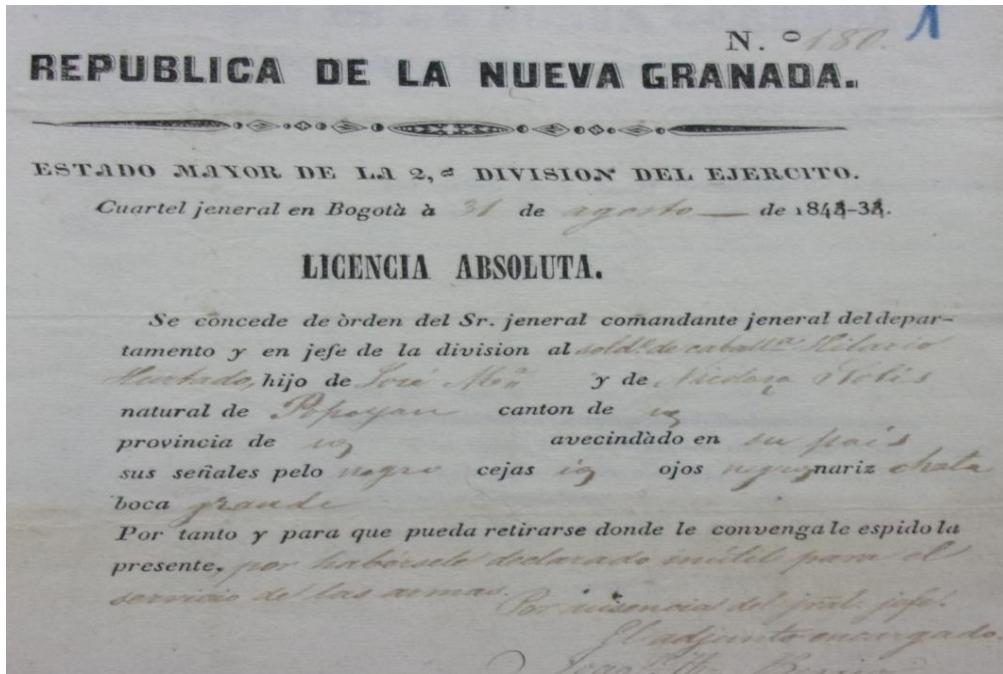 N.º 180. 1
REPUBLICA DE LA NUEVA GRANADA.
ESTADO MAYOR DE LA 2,ª DIVISION DEL EJERCITO.
Cuartel jeneral en Bogotà à 31 de agosto — de 1843-33.
LICENCIA ABSOLUTA.
Se concede de òrden del Sr. jeneral comandante jeneral del depar-
tamento y en jefe de la division al sold.º de caball.ª Hilario
Hurtado, hijo de José M.ª y de
natural de Popayan canton de id
provincia de id avecindàdo en su pais
sus señales pelo negro cejas id ojos negros nariz chata
boca grande
Por tanto y para que pueda retirarse donde le convenga le espido la
presente, por habérsele declarado inútil para el
servicio de las armas. Por ausencia del jral. jefe.
El adjunto encargado.